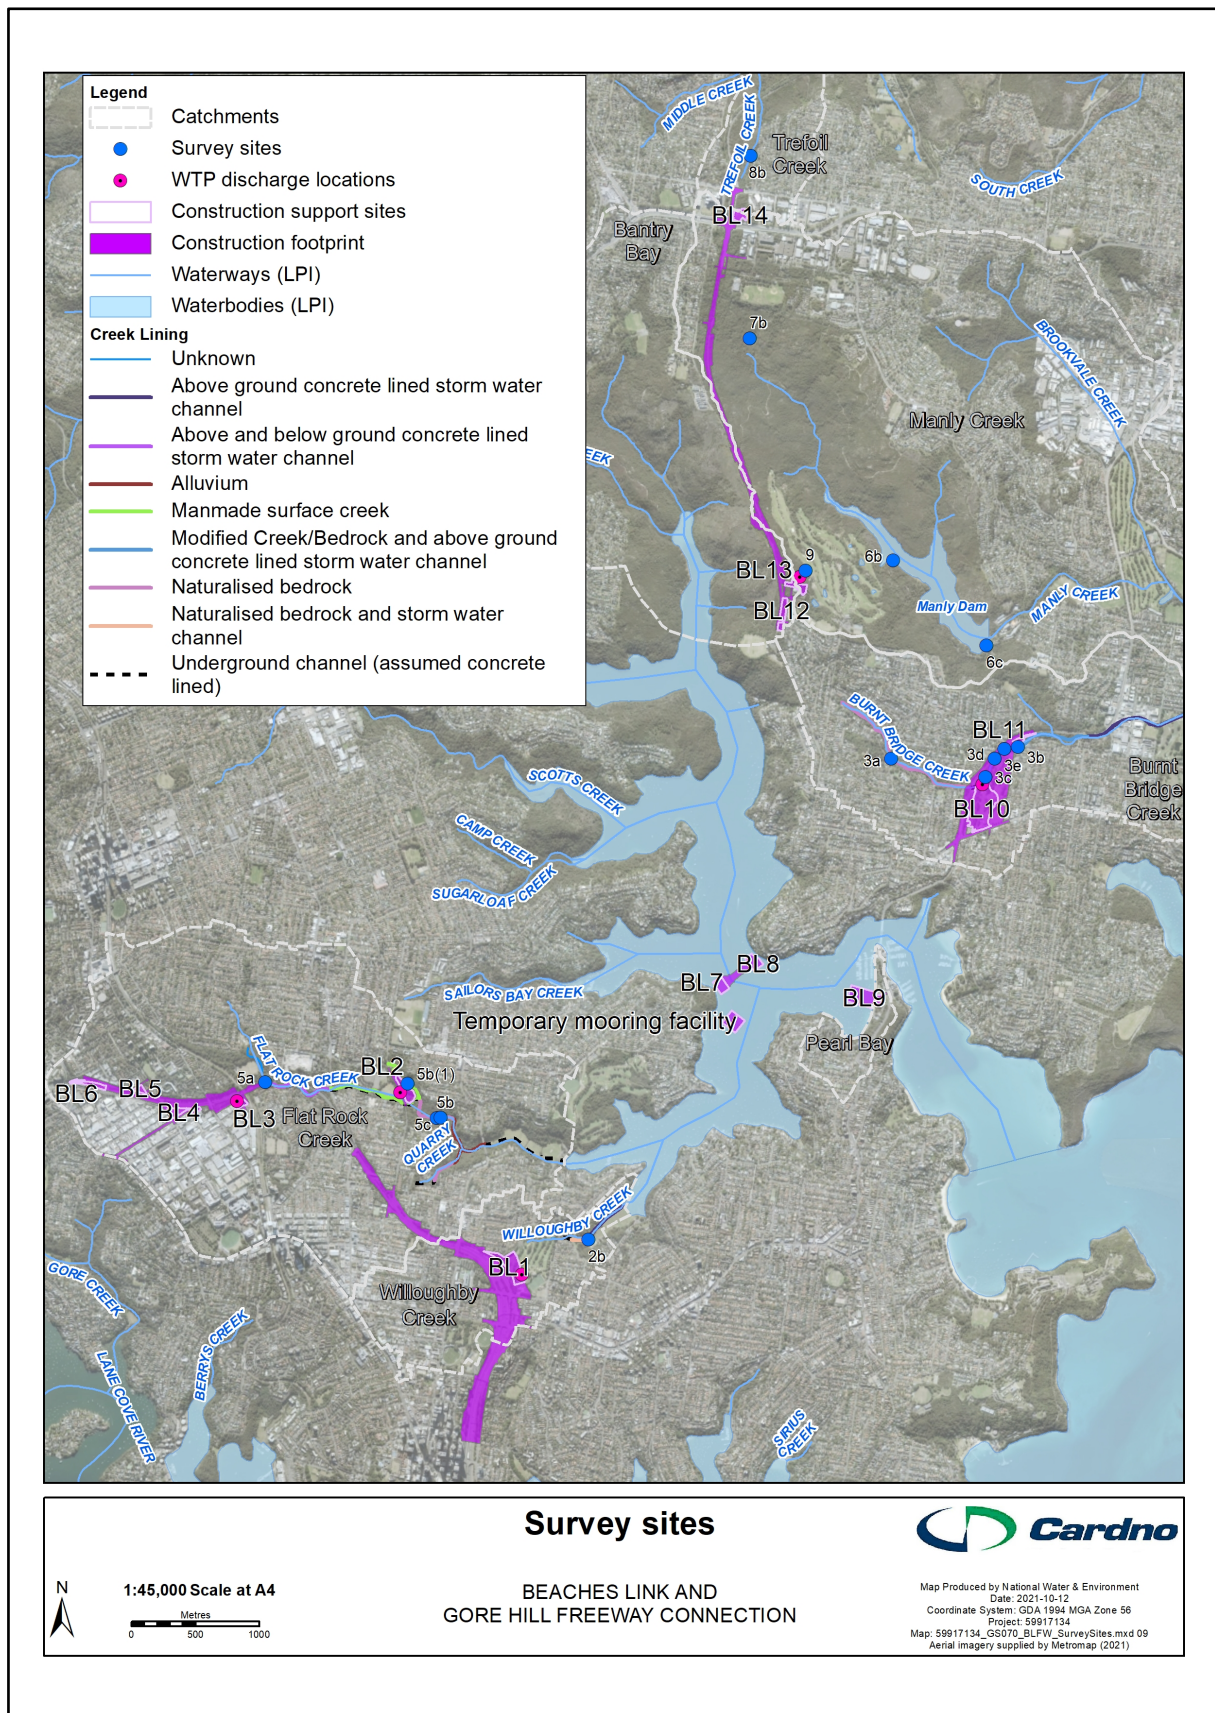 Legend
Catchments
Survey sites
WTP discharge locations
Construction support sites
Construction footprint
Waterways (LPI)
Waterbodies (LPI)
Creek Lining
Unknown
Above ground concrete lined storm water
channel
Above and below ground concrete lined
storm water channel
Alluvium
Manmade surface creek
Modified Creek/Bedrock and above ground
concrete lined storm water channel
Naturalised bedrock
Naturalised bedrock and storm water
channel
Underground channel (assumed concrete
lined)
MIDDLE CREEK
TREFOIL CREEK
Trefoil
Creek
8b
SOUTH CREEK
BL14
Bantry
Bay
7b
BROOKVALE CREEK
Manly Creek
EEK
9
6b
BL13
BL12
Manly Dam
MANLY CREEK
6c
BURNT BRIDGE CREEK
BL11
3a
3d
3b
3e
3c
BL10
Burnt
Bridge
Creek
SCOTTS CREEK
CAMP CREEK
SUGARLOAF CREEK
BL8
BL7
SAILORS BAY CREEK
BL9
Temporary mooring facility
Pearl Bay
FLAT ROCK CREEK
5a
BL2
5b(1)
BL6
BL5
BL4
BL3
Flat Rock
Creek
5b
5c
QUARRY
CREEK
WILLOUGHBY CREEK
2b
BL1
Willoughby
Creek
GORE CREEK
BERRYS CREEK
LANE COVE RIVER
SIRIUS
CREEK
Survey sites
Cardno
N
1:45,000 Scale at A4
Metres
0 500 1000
BEACHES LINK AND
GORE HILL FREEWAY CONNECTION
Map Produced by National Water & Environment
Date: 2021-10-12
Coordinate System: GDA 1994 MGA Zone 56
Project: 59917134
Map: 59917134_GS070_BLFW_SurveySites.mxd 09
Aerial imagery supplied by Metromap (2021)